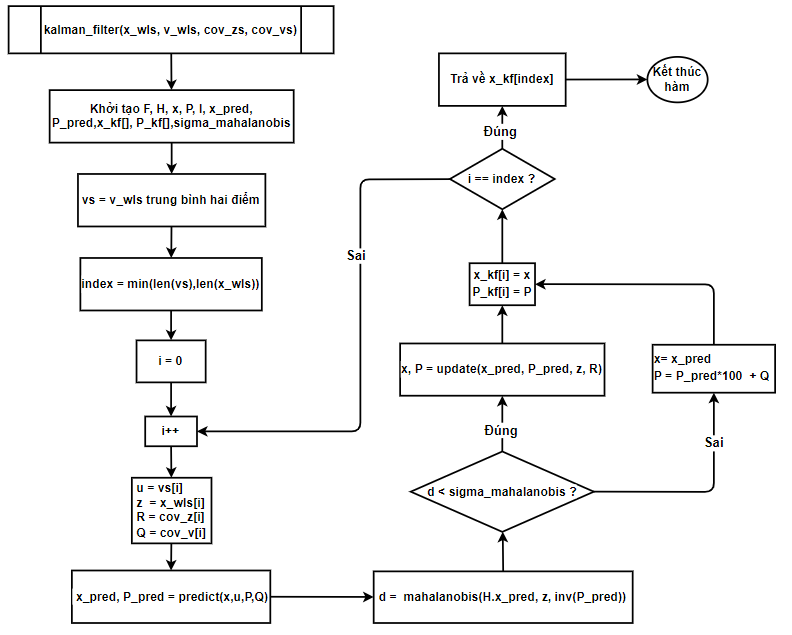 kalman_filter(x_wls, v_wls, cov_zs, cov_vs)
Khởi tạo F, H, x, P, I, x_pred,
P_pred,x_kf[], P_kf[],sigma_mahalanobis
vs = v_wls trung bình hai điểm
index = min(len(vs),len(x_wls))
i = 0
i++
u = vs[i]
z = x_wls[i]
R = cov_z[i]
Q = cov_v[i]
x_pred, P_pred = predict(x,u,P,Q)
d = mahalanobis(H.x_pred, z, inv(P_pred))
d < sigma_mahalanobis ?
Đúng
Sai
x, P = update(x_pred, P_pred, z, R)
x= x_pred
P = P_pred*100 + Q
x_kf[i] = x
P_kf[i] = P
i == index ?
Sai
Đúng
Trả về x_kf[index]
Kết thúc
hàm